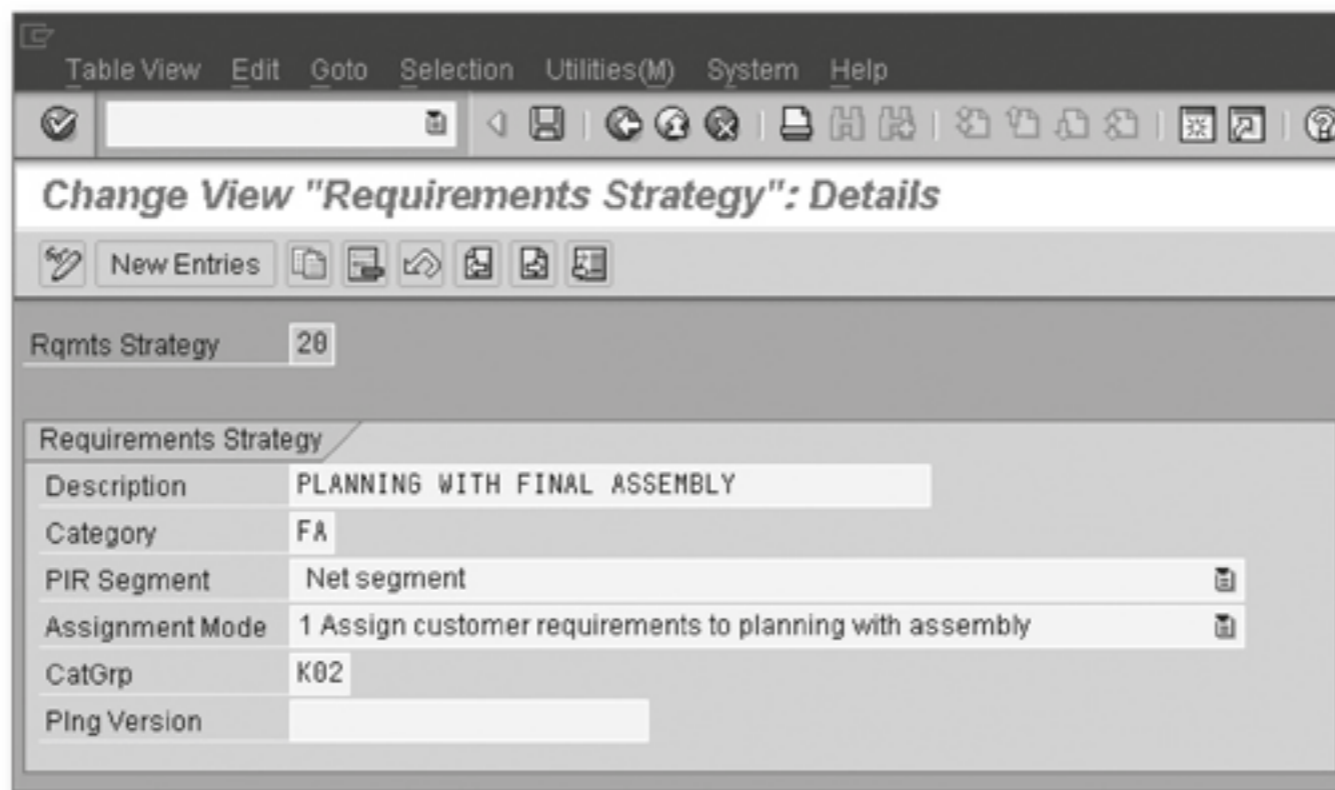 Table View Edit Goto Selection Utilities(M) System Help
Change View "Requirements Strategy": Details
New Entries
Rqmts Strategy 20
Requirements Strategy
Description PLANNING WITH FINAL ASSEMBLY
Category FA
PIR Segment Net segment
Assignment Mode 1 Assign customer requirements to planning with assembly
CatGrp K02
Plng Version